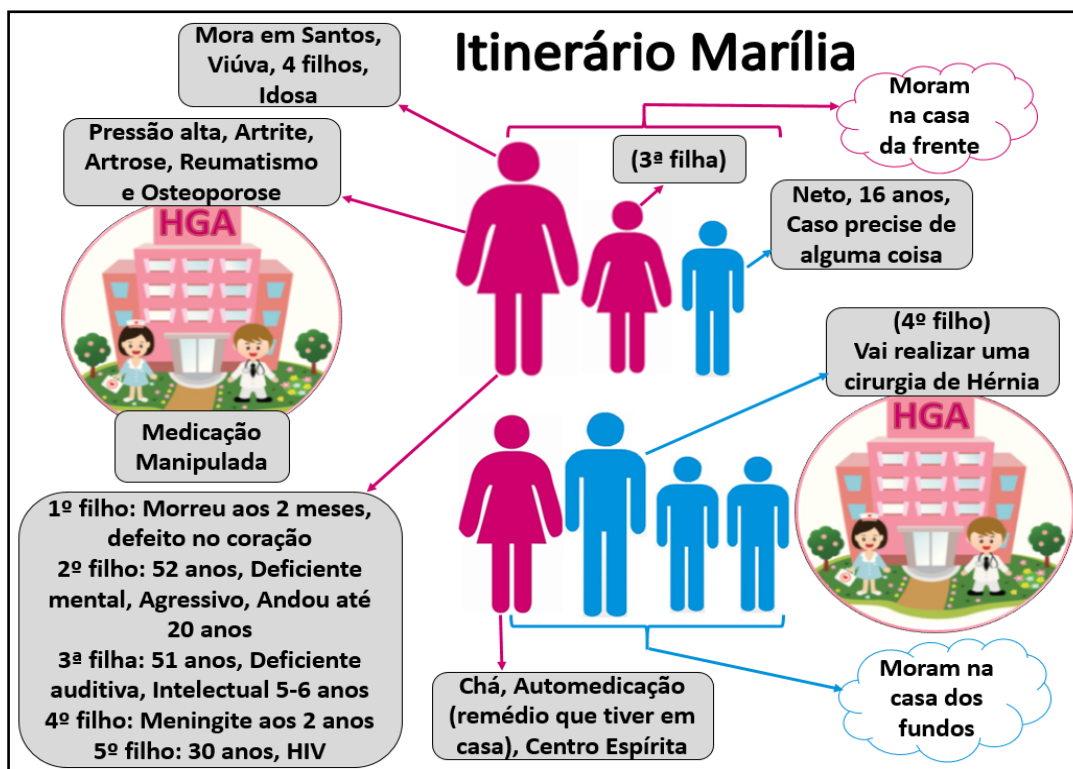 Itinerário Marília
Mora em Santos,
Viúva, 4 filhos,
Idosa
Pressão alta, Artrite,
Artrose, Reumatismo
e Osteoporose
HGA
Medicação
Manipulada
(3ª filha)
Moram
na casa
da frente
Neto, 16 anos,
Caso precise de
alguma coisa
(4º filho)
Vai realizar uma
cirurgia de Hérnia
HGA
1º filho: Morreu aos 2 meses,
defeito no coração
2º filho: 52 anos, Deficiente
mental, Agressivo, Andou até
20 anos
3ª filha: 51 anos, Deficiente
auditiva, Intelectual 5-6 anos
4º filho: Meningite aos 2 anos
5º filho: 30 anos, HIV
Chá, Automedicação
(remédio que tiver em
casa), Centro Espírita
Moram na
casa dos
fundos